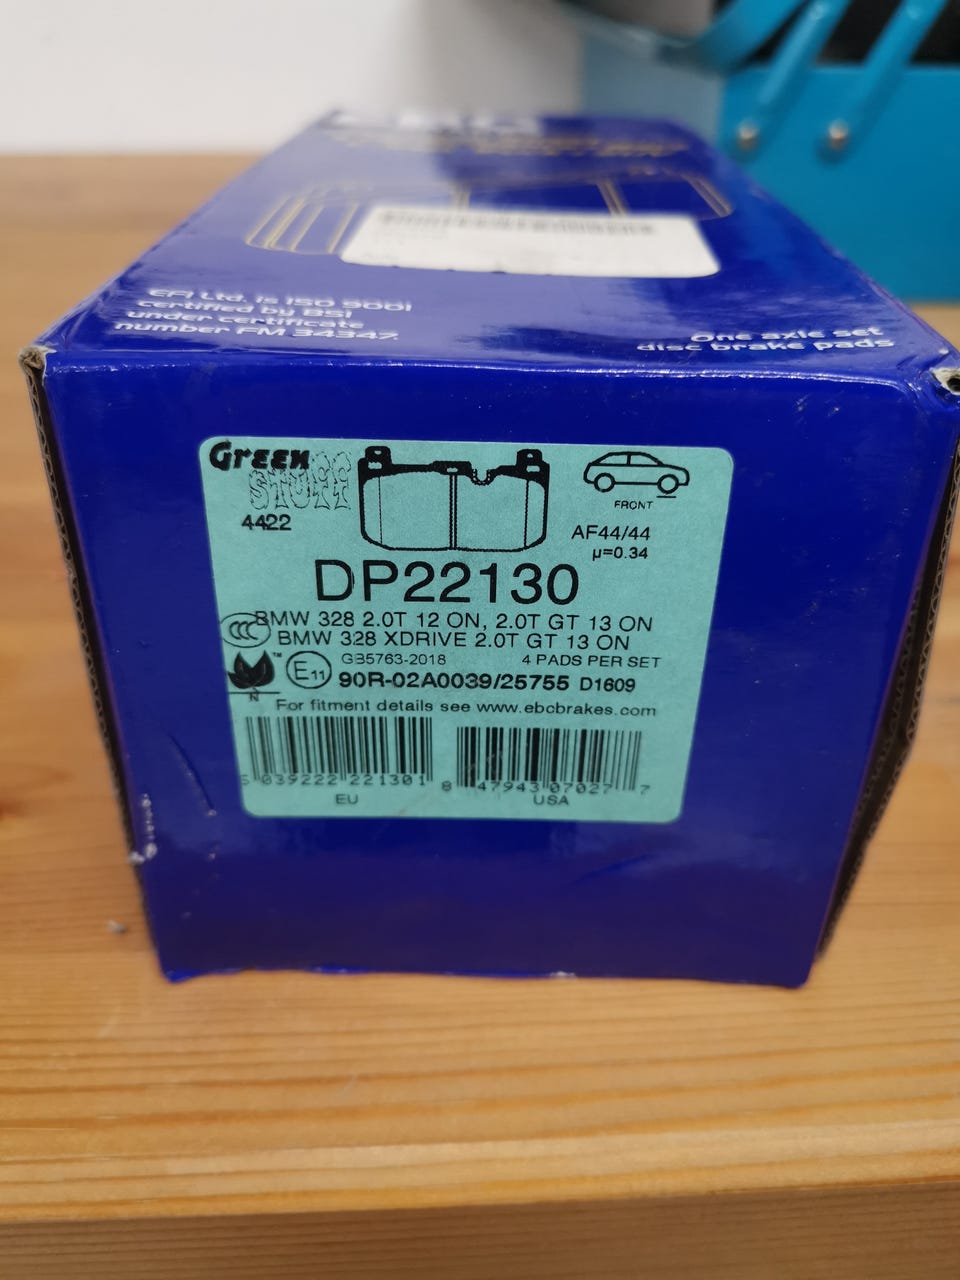 EFI Ltd. is ISO 9001
certified by BSI
under certificate
number FM 34347.
One axle set
disc brake pads
GREEN
STUFF
4422
FRONT
AF44/44
µ=0.34
DP22130
BMW 328 2.0T 12 ON, 2.0T GT 13 ON
BMW 328 XDRIVE 2.0T GT 13 ON
CCC
GB5763-2018 4 PADS PER SET
™ E11 90R-02A0039/25755 D1609
N
For fitment details see www.ebcbrakes.com
5 039222 221301 8 47943 07027 7
EU USA